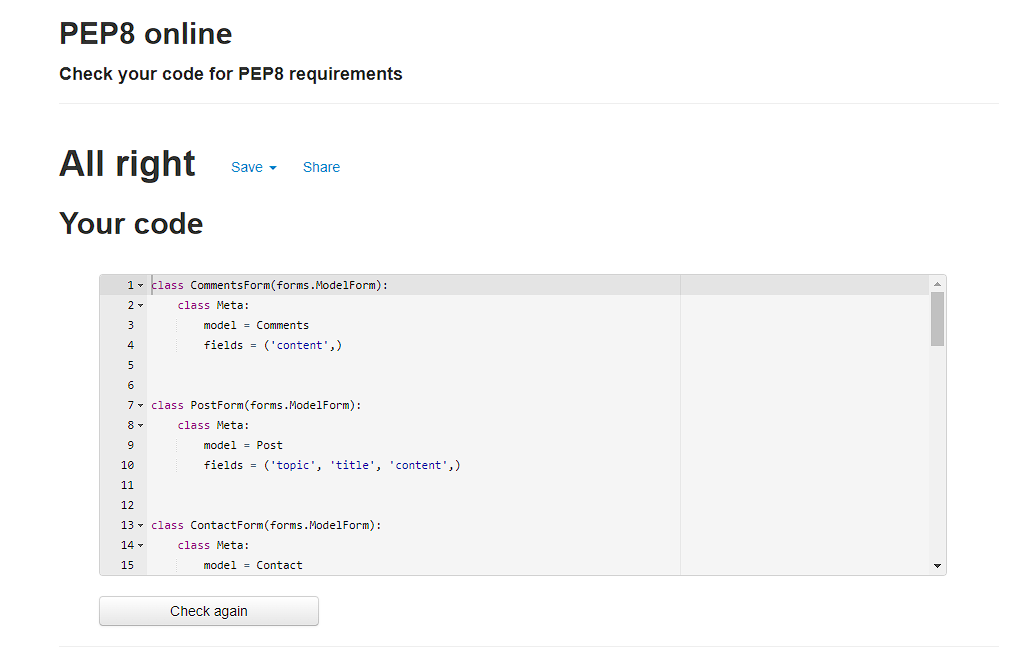 PEP8 online
Check your code for PEP8 requirements
All right Save Share
Your code
1 class CommentsForm(forms.ModelForm):
2     class Meta:
3         model = Comments
4         fields = ('content',)
5
6
7 class PostForm(forms.ModelForm):
8     class Meta:
9         model = Post
10         fields = ('topic', 'title', 'content',)
11
12
13 class ContactForm(forms.ModelForm):
14     class Meta:
15         model = Contact
Check again